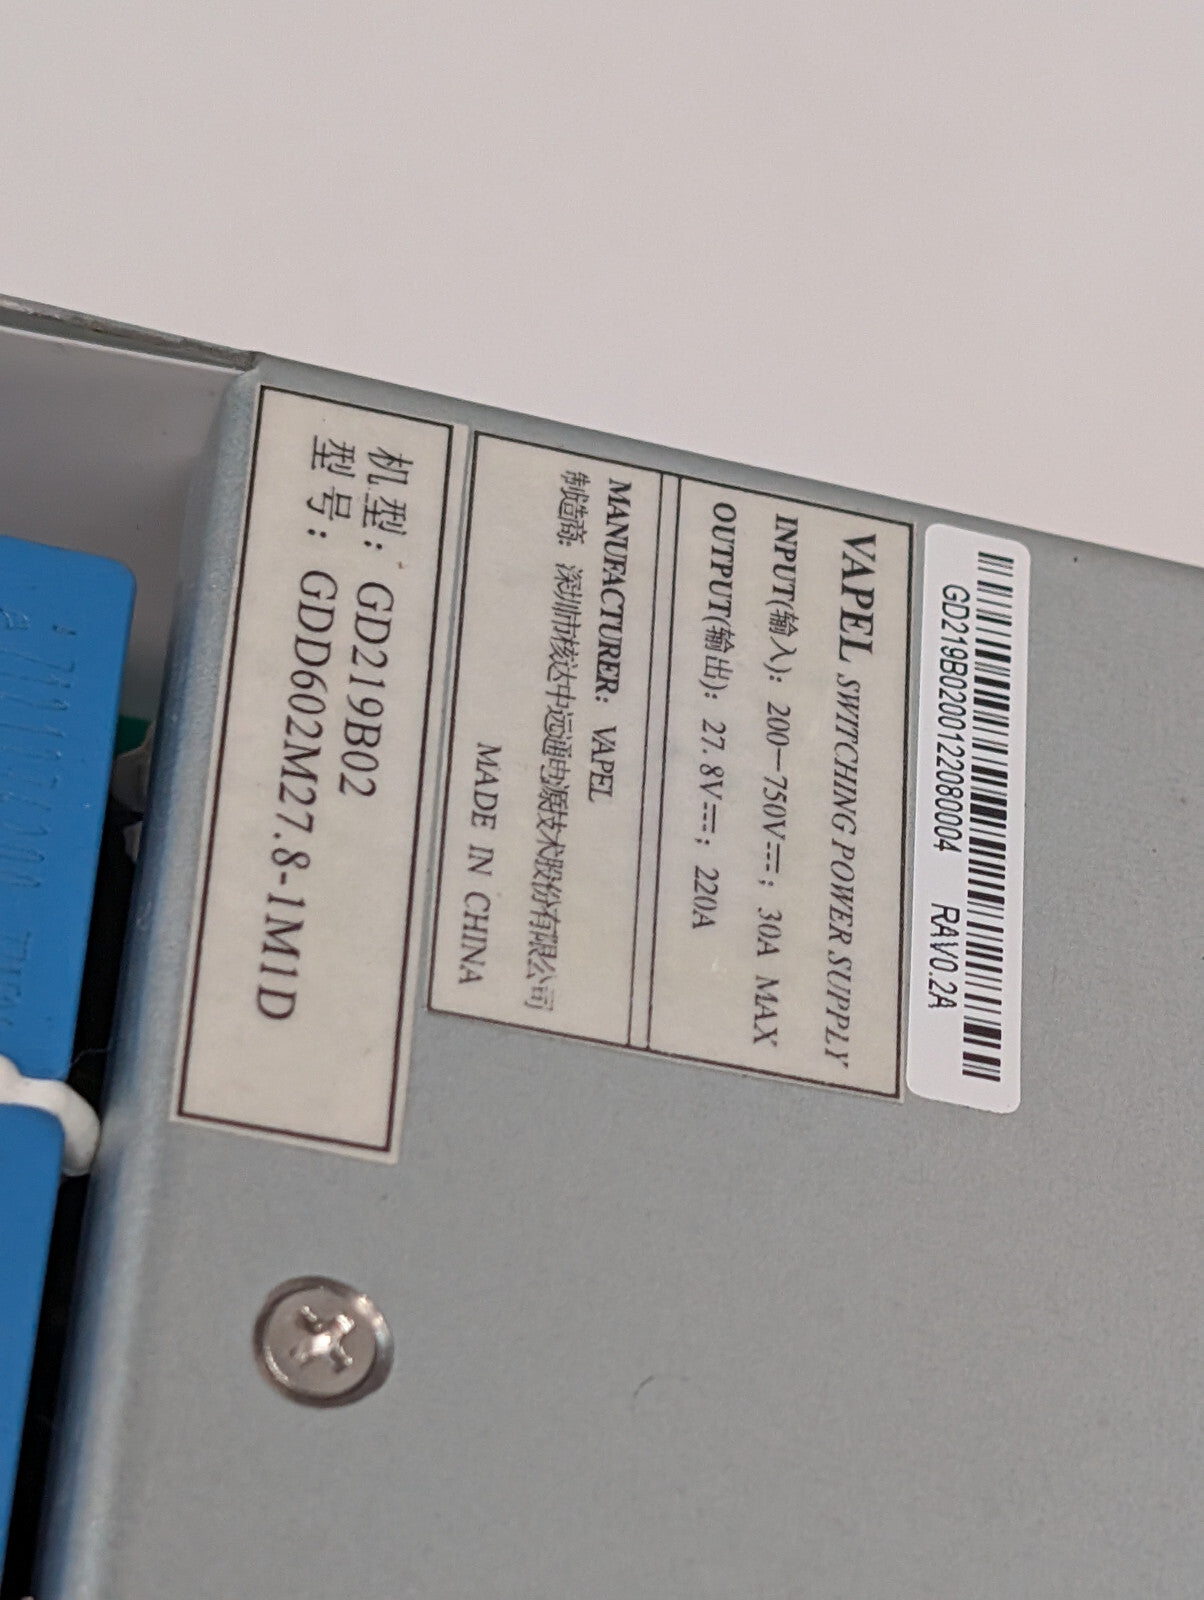 GD219B0200122080004 RAV0.2A
VAPEL SWITCHING POWER SUPPLY
INPUT(输入): 200—750V⎓; 30A MAX
OUTPUT(输出): 27.8V⎓; 220A
MANUFACTURER: VAPEL
制造商: 深圳市核达中远通电源技术股份有限公司
MADE IN CHINA
机型: GD219B02
型号: GDD602M27.8-1M1D